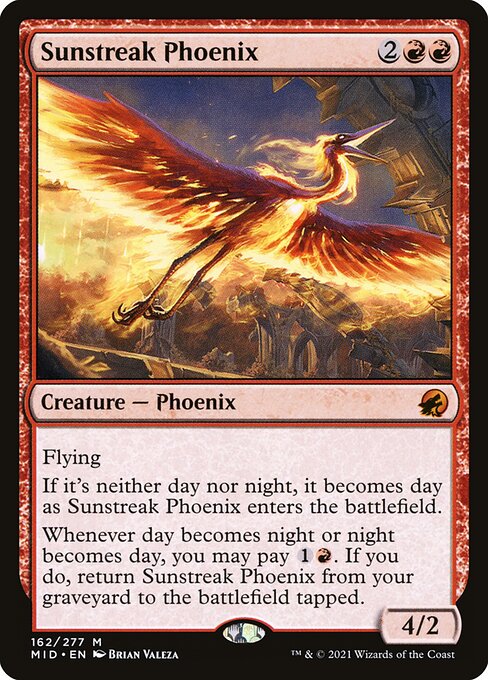 Sunstreak Phoenix 2
Creature — Phoenix
Flying
If it's neither day nor night, it becomes day
as Sunstreak Phoenix enters the battlefield.
Whenever day becomes night or night
becomes day, you may pay 1. If you
do, return Sunstreak Phoenix from your
graveyard to the battlefield tapped.
4/2
162/277 M
MID • EN Brian Valeza ™ & © 2021 Wizards of the Coast